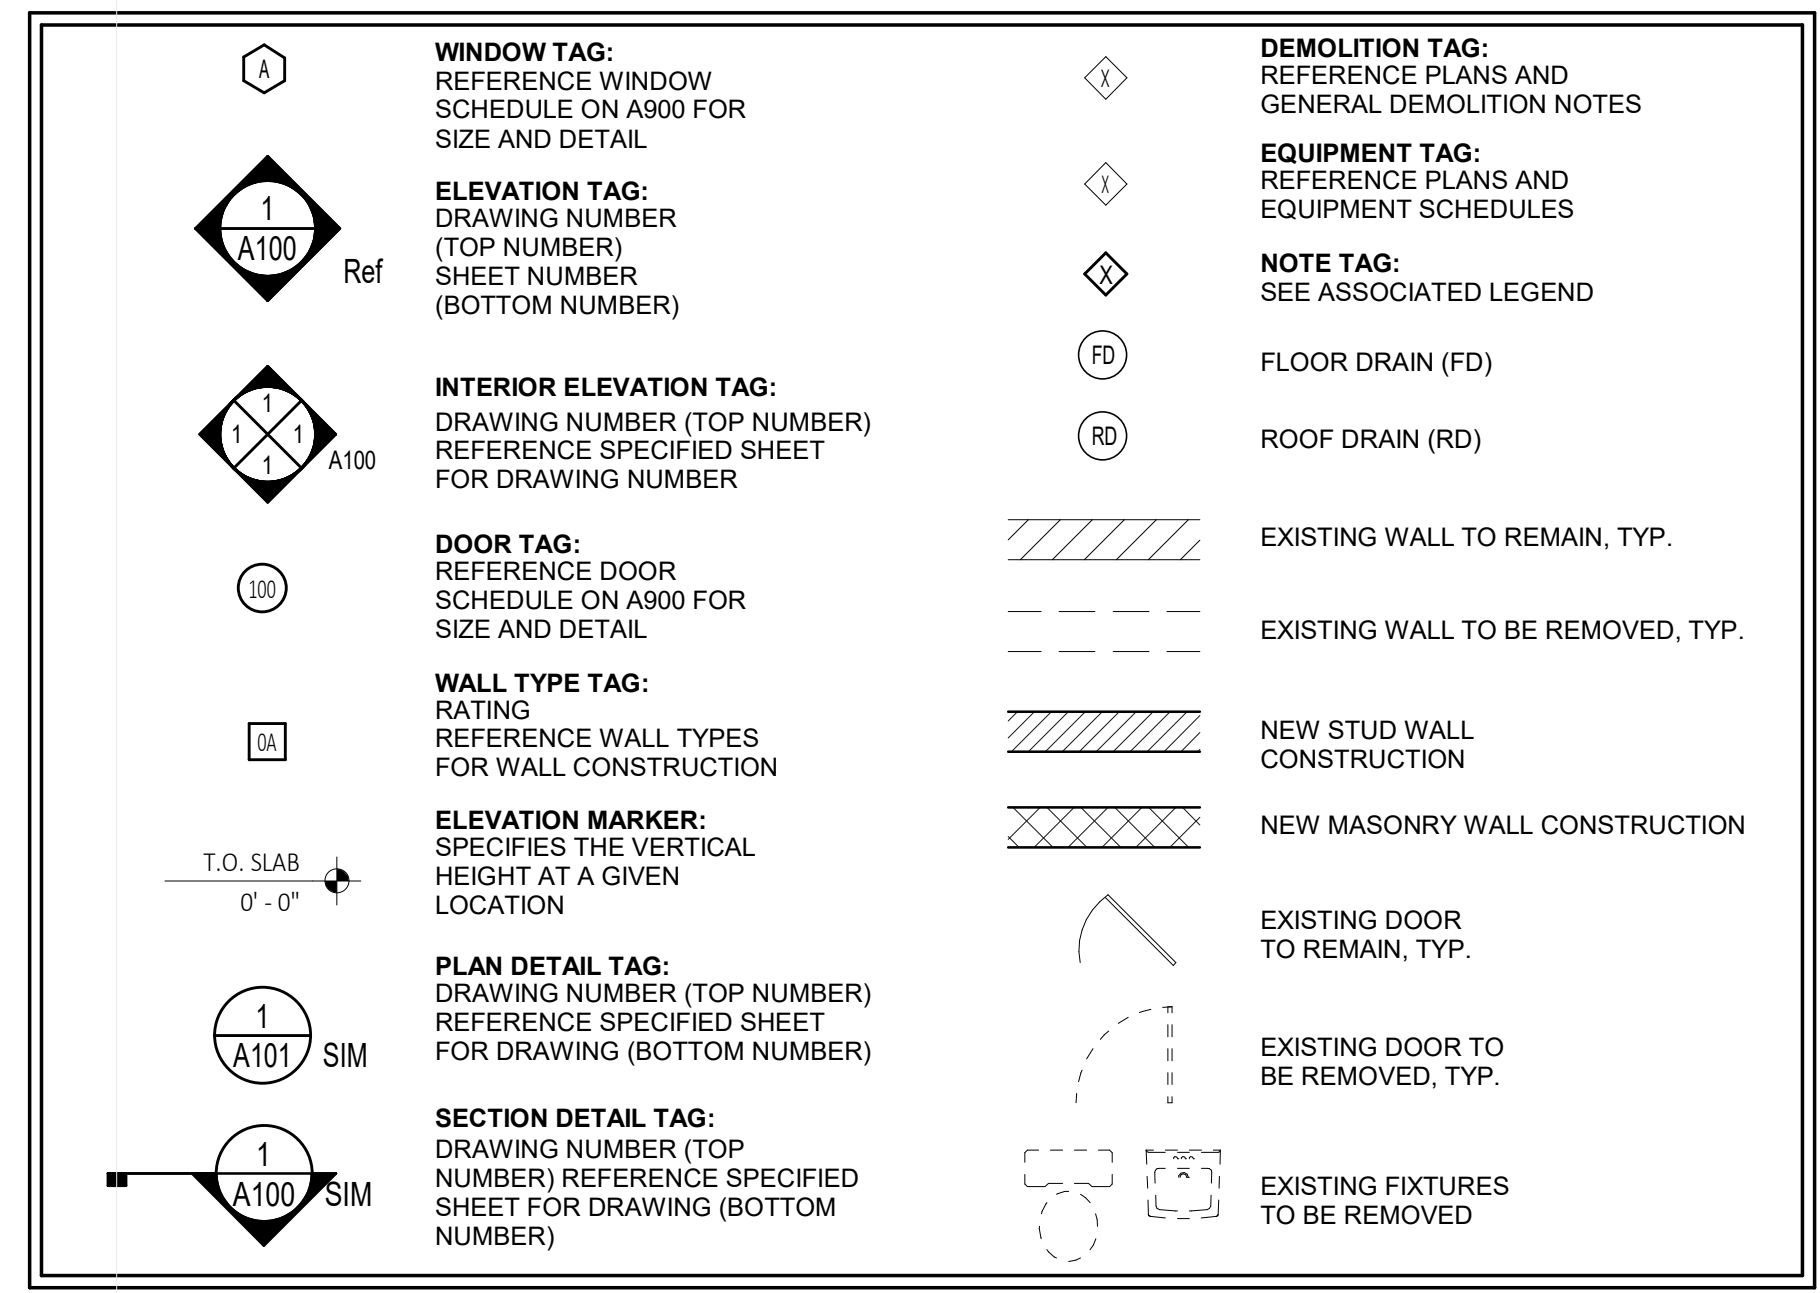 A
WINDOW TAG:
REFERENCE WINDOW
SCHEDULE ON A900 FOR
SIZE AND DETAIL
1
A100
Ref
ELEVATION TAG:
DRAWING NUMBER
(TOP NUMBER)
SHEET NUMBER
(BOTTOM NUMBER)
1
1
1
1
A100
INTERIOR ELEVATION TAG:
DRAWING NUMBER (TOP NUMBER)
REFERENCE SPECIFIED SHEET
FOR DRAWING NUMBER
100
DOOR TAG:
REFERENCE DOOR
SCHEDULE ON A900 FOR
SIZE AND DETAIL
0A
WALL TYPE TAG:
RATING
REFERENCE WALL TYPES
FOR WALL CONSTRUCTION
T.O. SLAB
0' - 0"
ELEVATION MARKER:
SPECIFIES THE VERTICAL
HEIGHT AT A GIVEN
LOCATION
1
A101
SIM
PLAN DETAIL TAG:
DRAWING NUMBER (TOP NUMBER)
REFERENCE SPECIFIED SHEET
FOR DRAWING (BOTTOM NUMBER)
1
A100
SIM
SECTION DETAIL TAG:
DRAWING NUMBER (TOP
NUMBER) REFERENCE SPECIFIED
SHEET FOR DRAWING (BOTTOM
NUMBER)
X
DEMOLITION TAG:
REFERENCE PLANS AND
GENERAL DEMOLITION NOTES
X
EQUIPMENT TAG:
REFERENCE PLANS AND
EQUIPMENT SCHEDULES
X
NOTE TAG:
SEE ASSOCIATED LEGEND
FD
FLOOR DRAIN (FD)
RD
ROOF DRAIN (RD)
EXISTING WALL TO REMAIN, TYP.
EXISTING WALL TO BE REMOVED, TYP.
NEW STUD WALL
CONSTRUCTION
NEW MASONRY WALL CONSTRUCTION
EXISTING DOOR
TO REMAIN, TYP.
EXISTING DOOR TO
BE REMOVED, TYP.
EXISTING FIXTURES
TO BE REMOVED